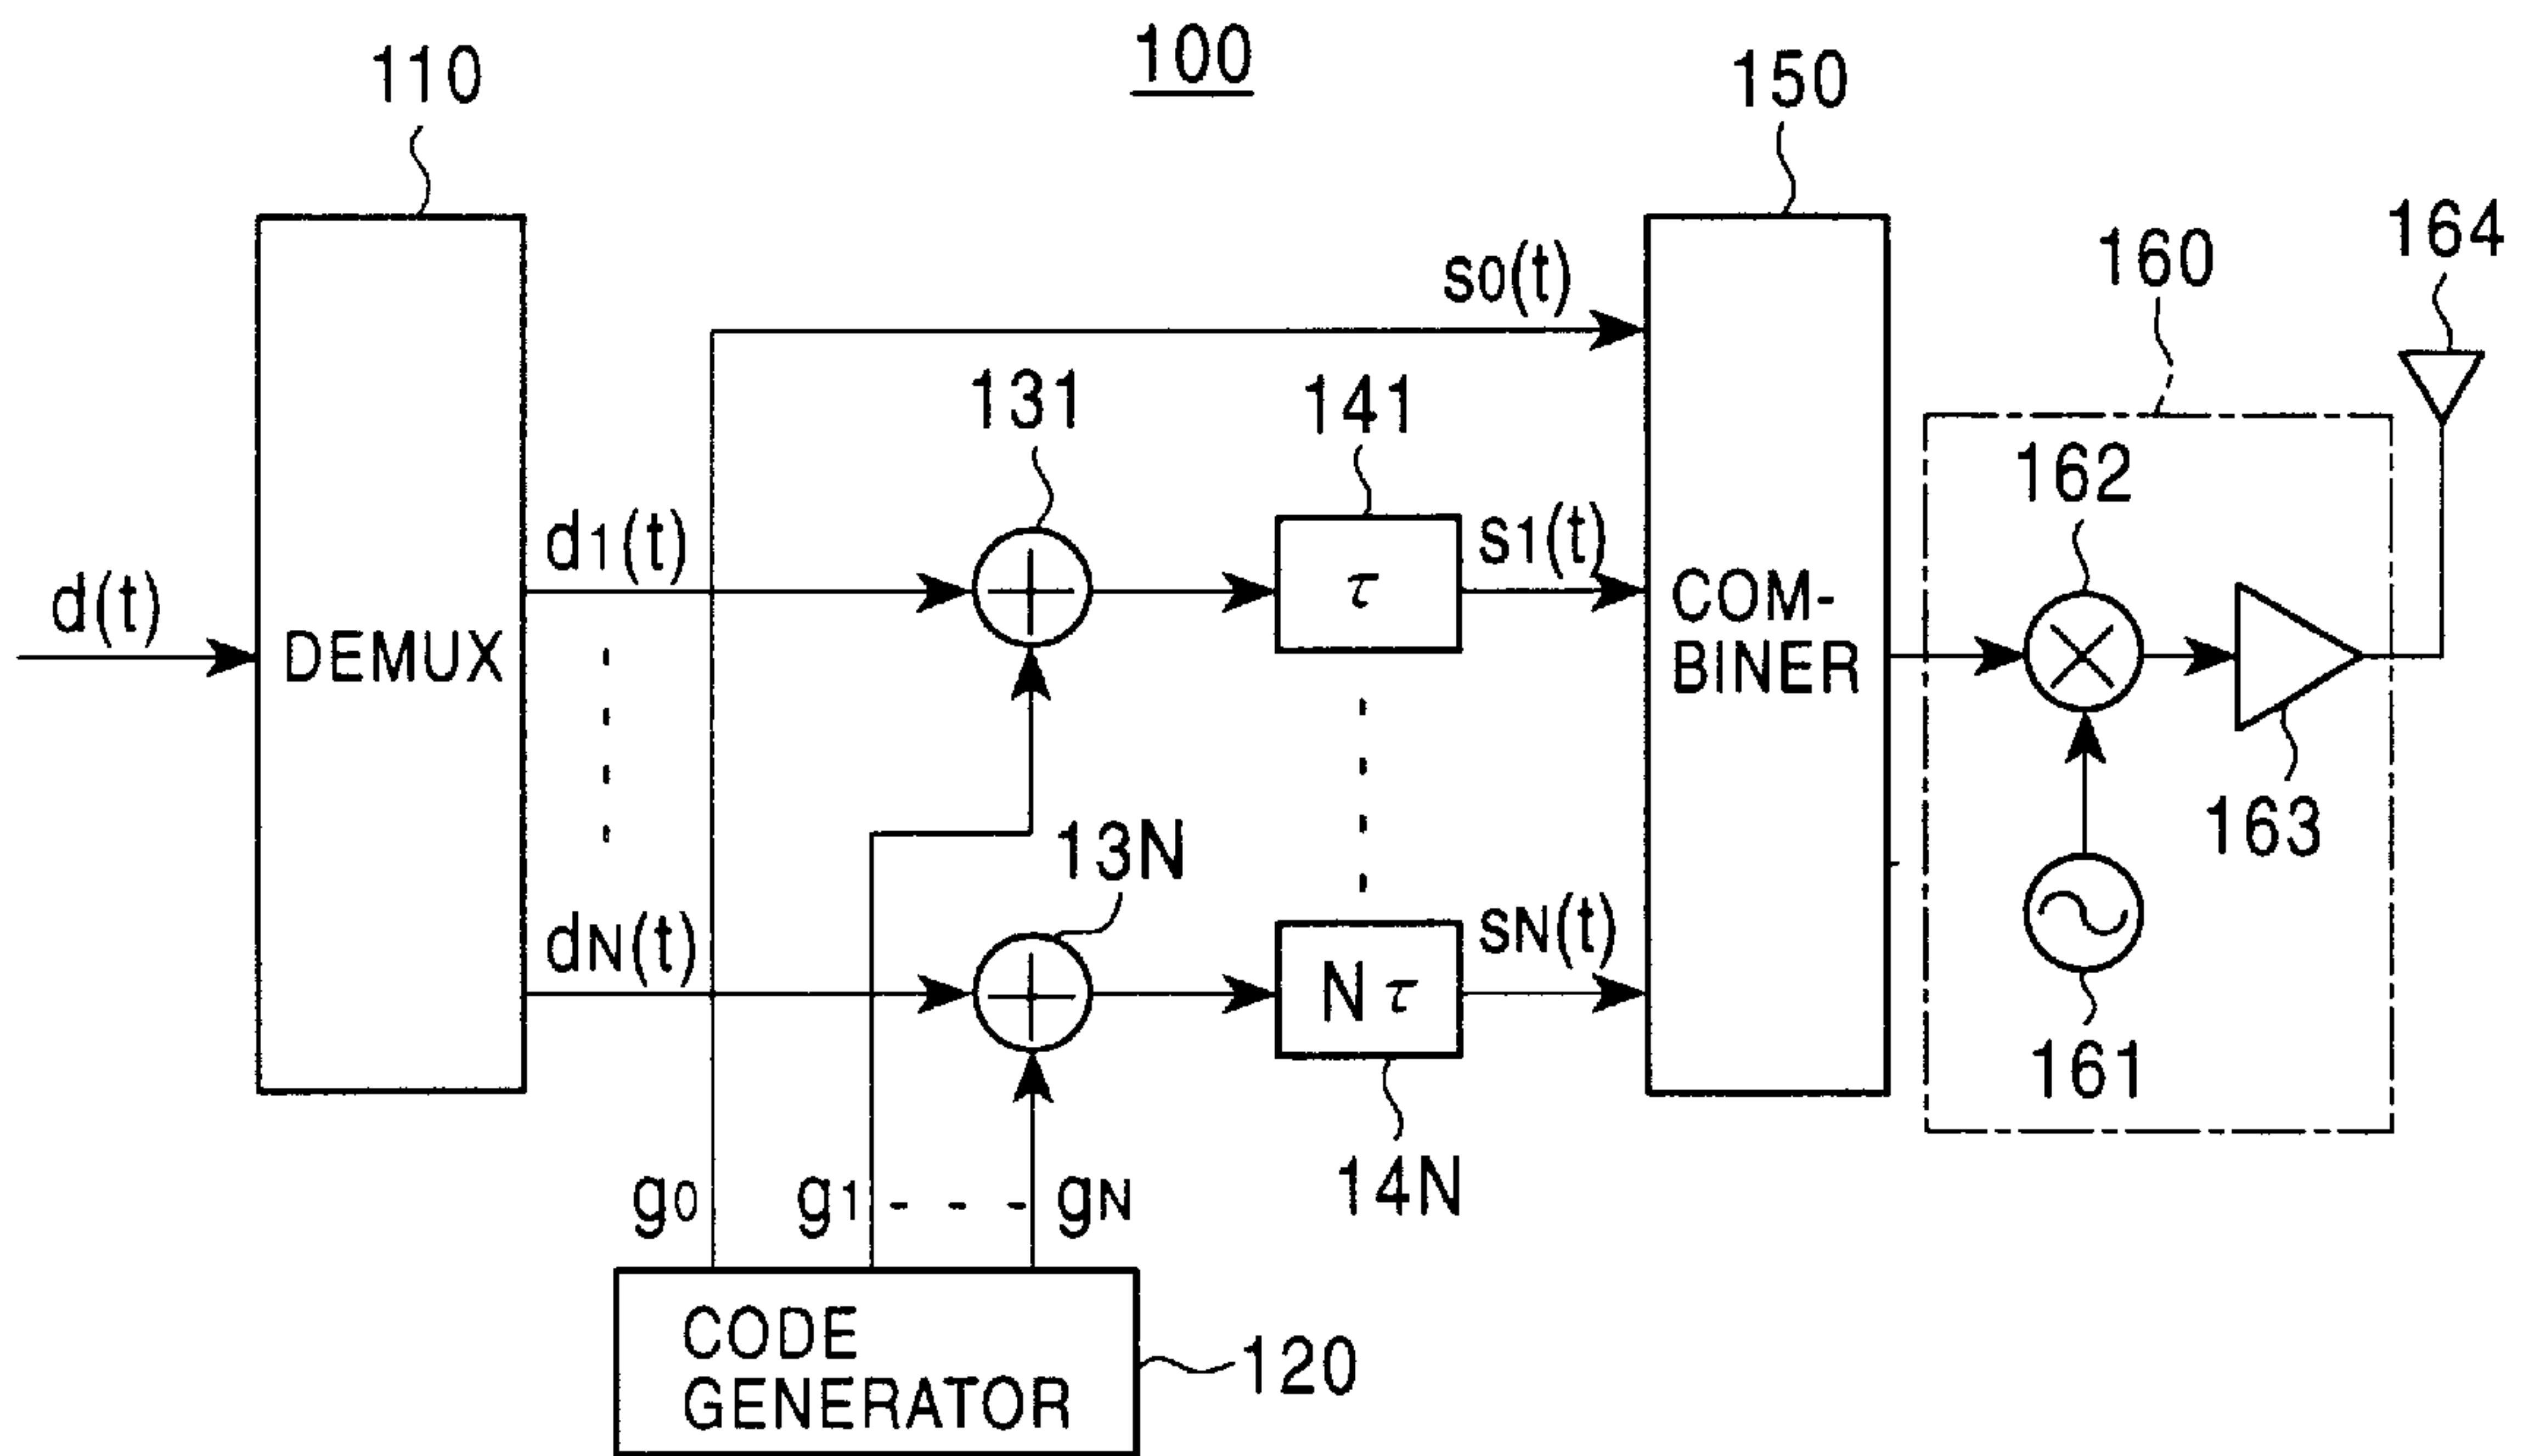 100
110
150
164
160
s0(t)
131
141
162
d1(t)
s1(t)
τ
d(t)
DEMUX
COM-
BINER
163
13N
dN(t)
sN(t)
Nτ
161
14N
g0 g1 - - - gN
CODE
GENERATOR
120